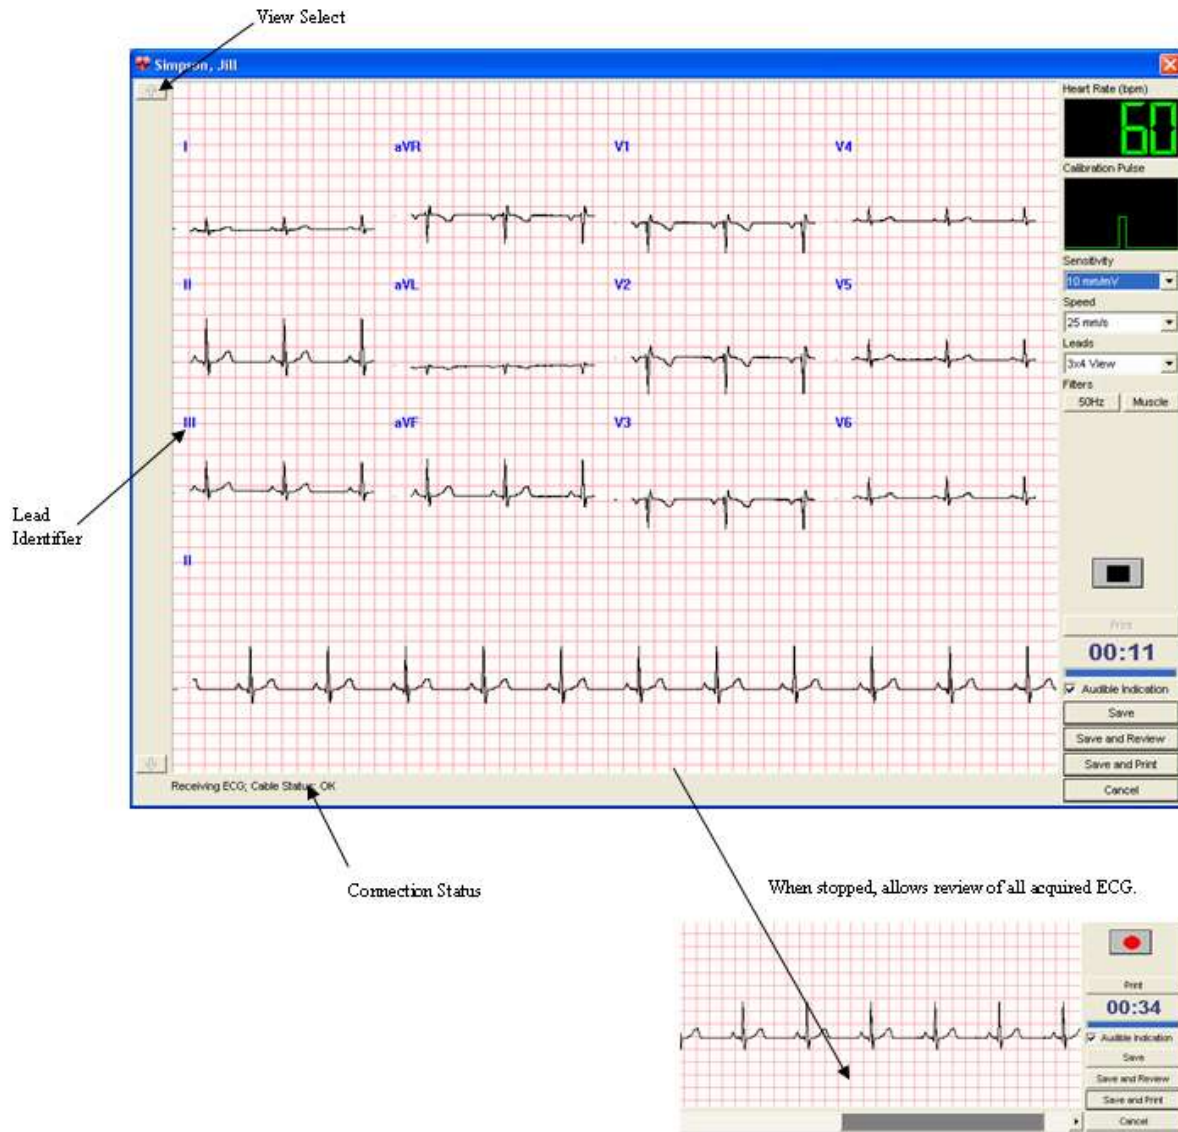 View Select
Simpson, Jill
Heart Rate (bpm)
60
I aVR V1 V4
Calibration Pulse
Sensitivity
II aVL V2 V5
10 mm/mV
Speed
25 mm/s
Leads
3x4 View
Filters
50Hz Muscle
III aVF V3 V6
Lead
Identifier
II
Print
00:11
Audible Indication
Save
Save and Review
Save and Print
Cancel
Receiving ECG; Cable Status: OK
Connection Status
When stopped, allows review of all acquired ECG.
Print
00:34
Audible Indication
Save
Save and Review
Save and Print
Cancel